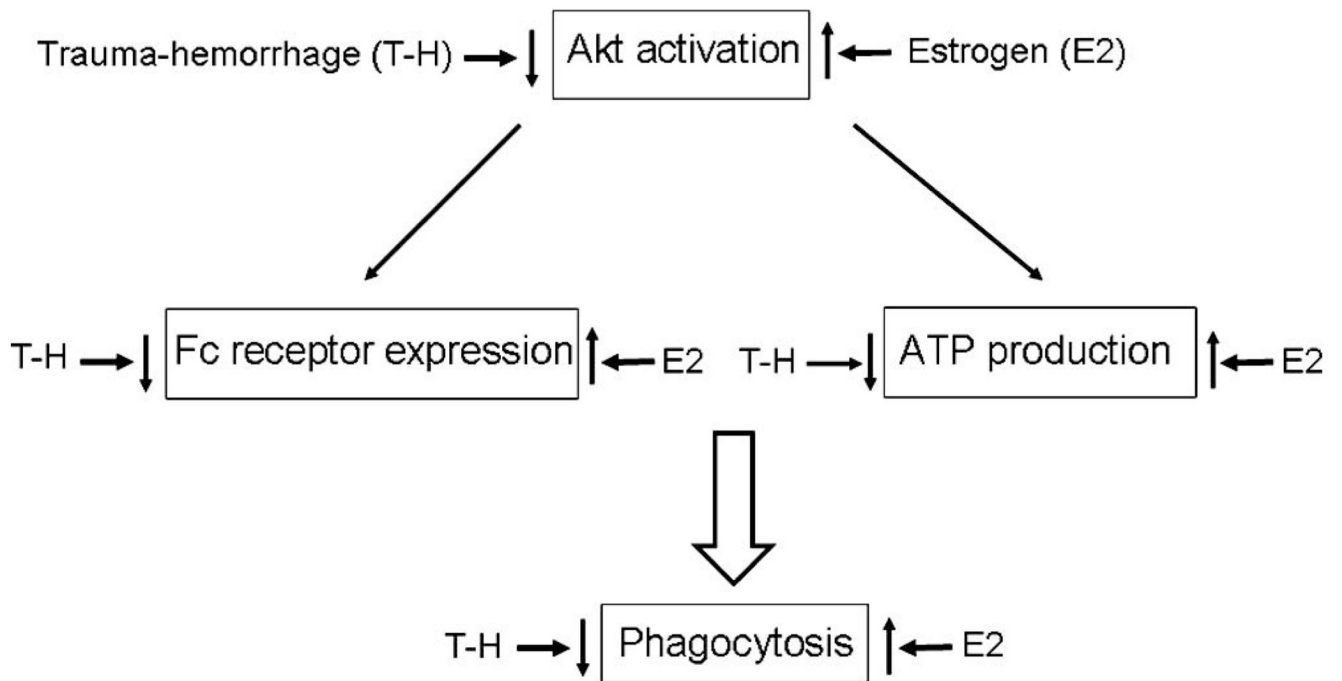 Trauma-hemorrhage (T-H) Akt activation Estrogen (E2)
T-H Fc receptor expression E2 T-H ATP production E2
T-H Phagocytosis E2